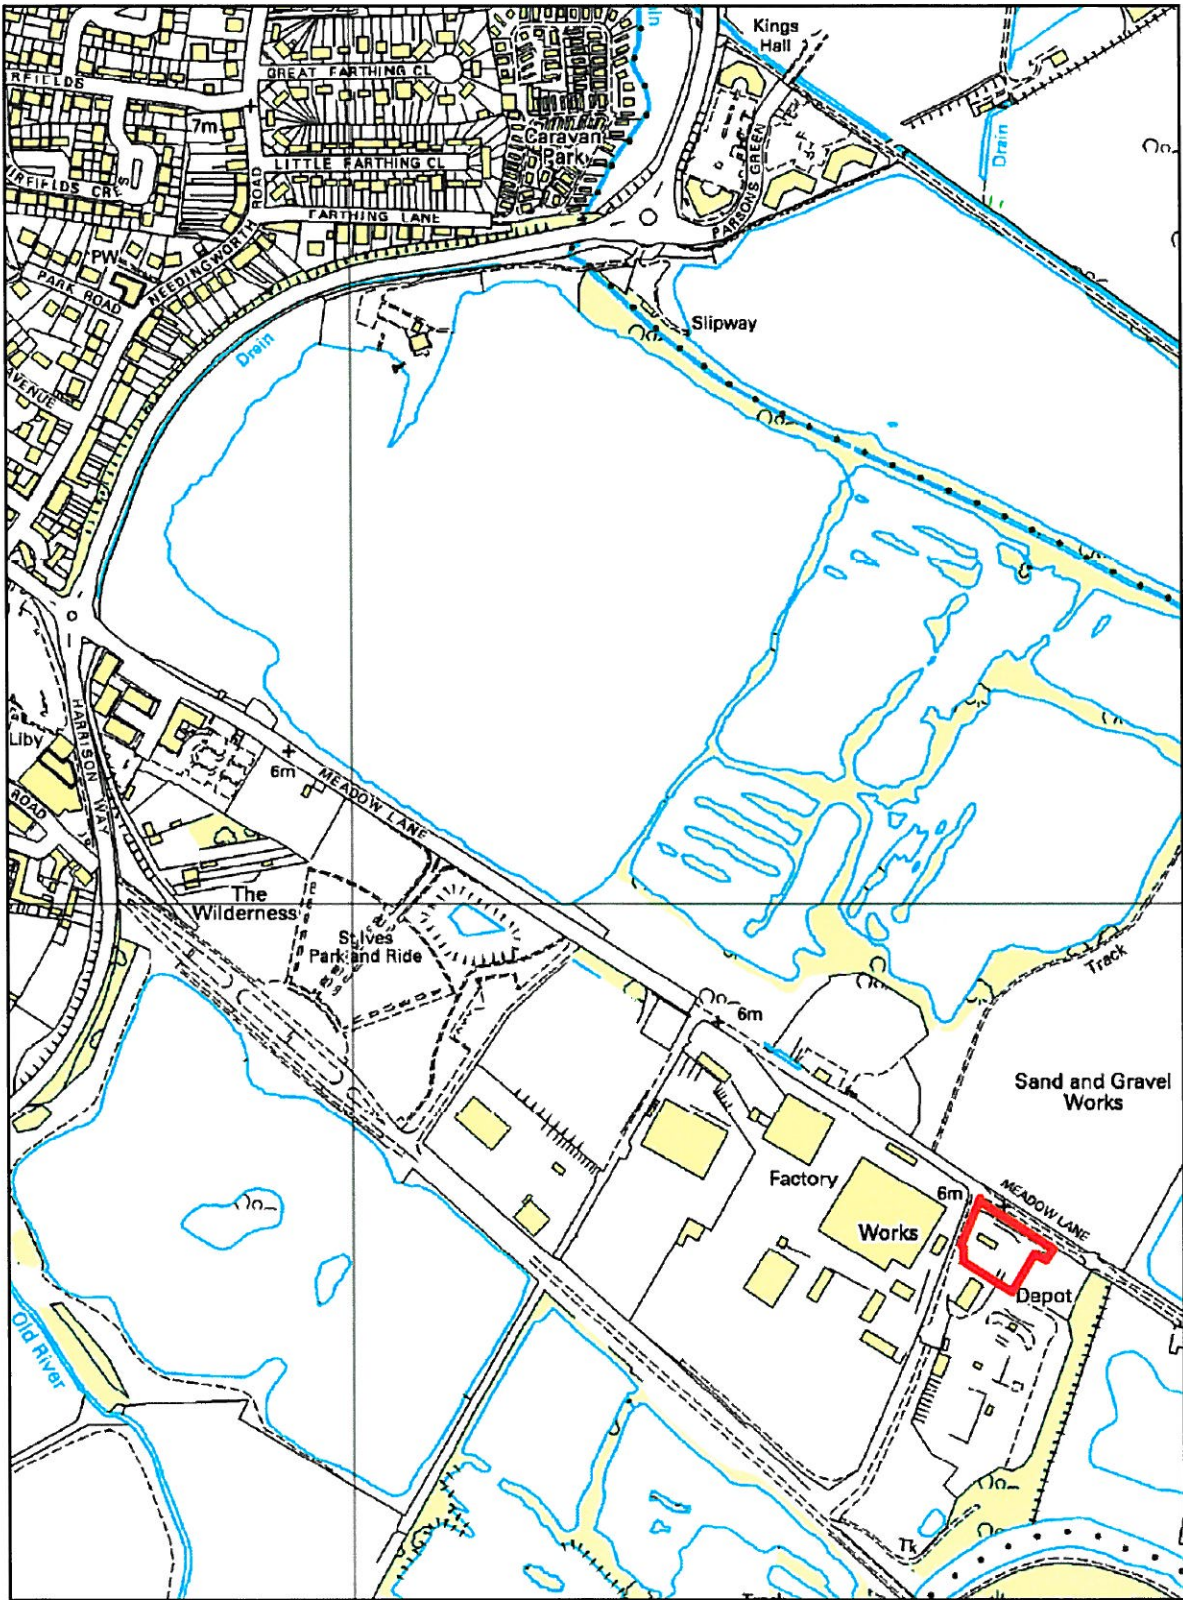 Kings
Hall
GREAT FARTHING CL
7m
Caravan
Park
Drain
LITTLE FARTHING CL
ROAD
FARTHING LANE
PARSONS GREEN
PW
NEEDINGWORTH
PARK ROAD
Slipway
Drain
AVENUE
HARRISON WAY
Liby
6m
MEADOW LANE
ROAD
The
Wilderness
St Ives
Park and Ride
Track
6m
Sand and Gravel
Works
Factory
6m
MEADOW LANE
Works
Depot
Old River
Tk